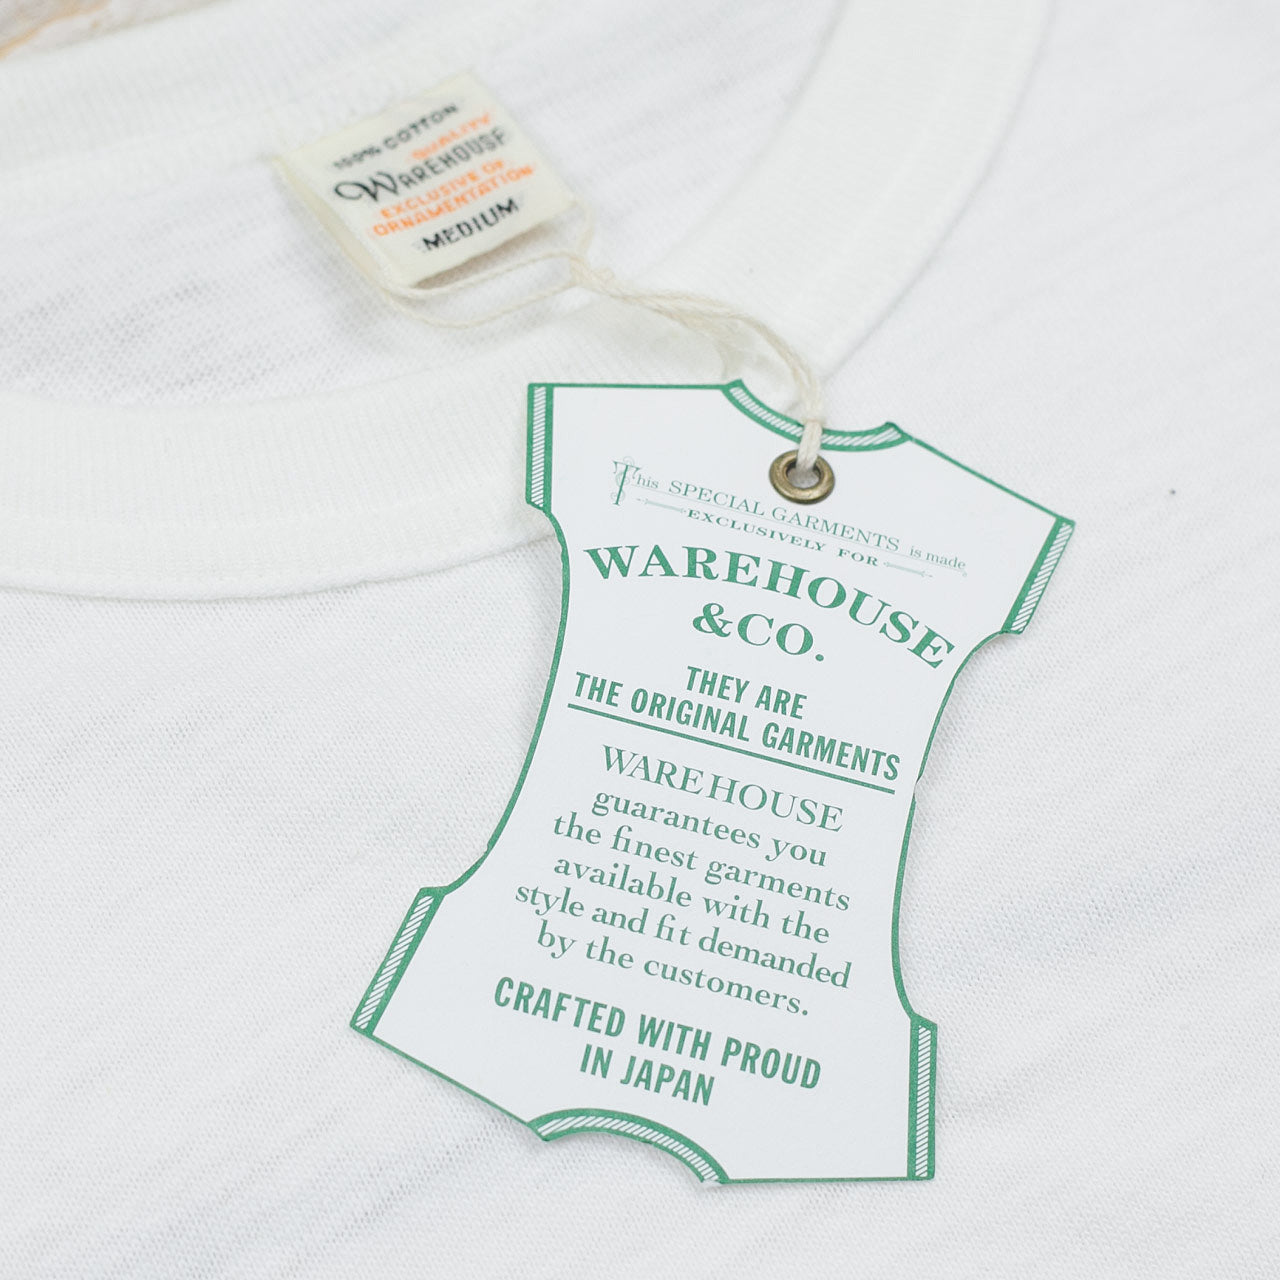 100% COTTON
QUALITY
WAREHOUSE
EXCLUSIVE OF
ORNAMENTATION
MEDIUM
This SPECIAL GARMENTS is made
EXCLUSIVELY FOR
WAREHOUSE
&CO.
THEY ARE
THE ORIGINAL GARMENTS
WAREHOUSE
guarantees you
the finest garments
available with the
style and fit demanded
by the customers.
CRAFTED WITH PROUD
IN JAPAN